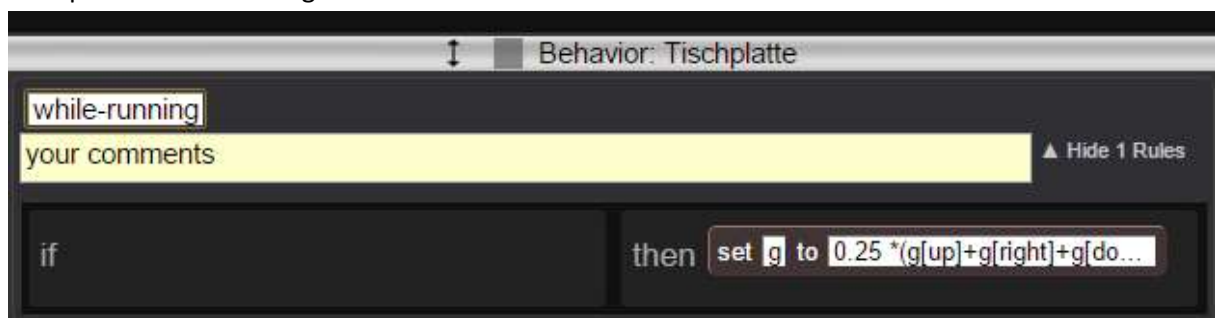 Behavior: Tischplatte
while-running
your comments
▲ Hide 1 Rules
if
then set g to 0.25 *(g[up]+g[right]+g[do...